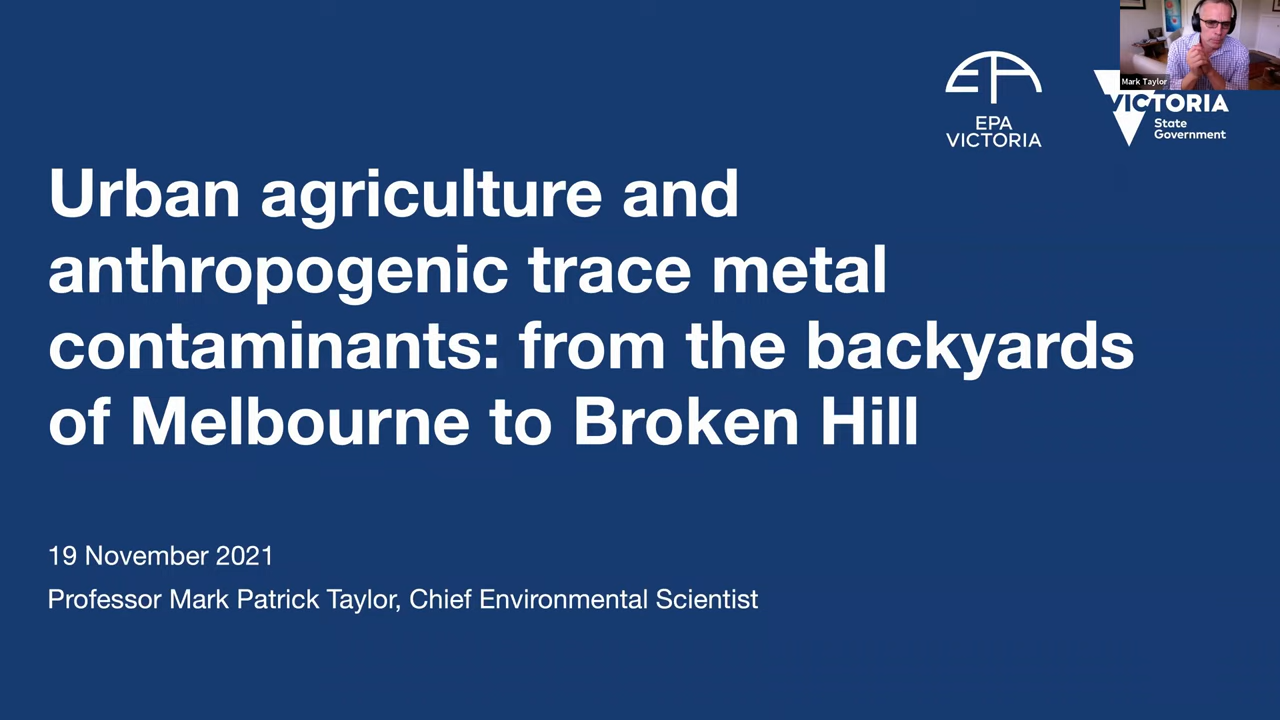 Mark Taylor
EPA
VICTORIA
VICTORIA
State
Government
Urban agriculture and
anthropogenic trace metal
contaminants: from the backyards
of Melbourne to Broken Hill
19 November 2021
Professor Mark Patrick Taylor, Chief Environmental Scientist